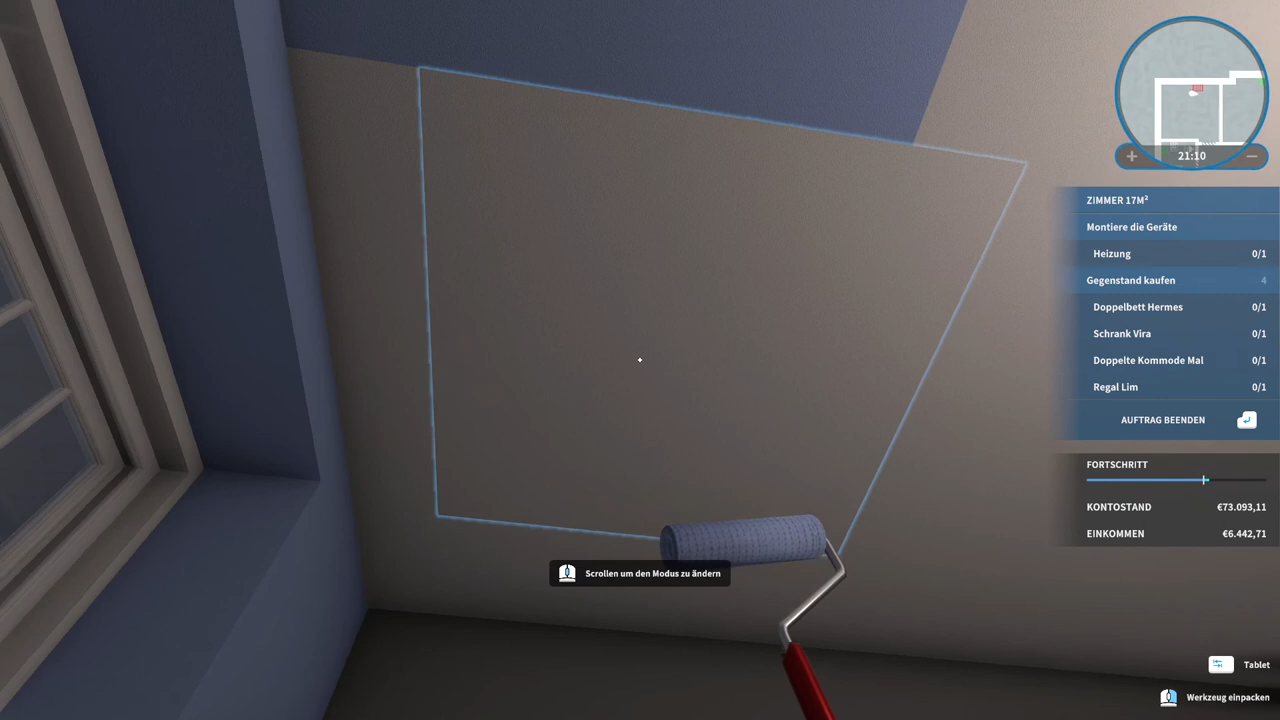 21:10
ZIMMER 17M²
Montiere die Geräte
Heizung 0/1
Gegenstand kaufen 4
Doppelbett Hermes 0/1
Schrank Vira 0/1
Doppelte Kommode Mal 0/1
Regal Lim 0/1
AUFTRAG BEENDEN
FORTSCHRITT
KONTOSTAND €73.093,11
EINKOMMEN €6.442,71
Scrollen um den Modus zu ändern
Tablet
Werkzeug einpacken